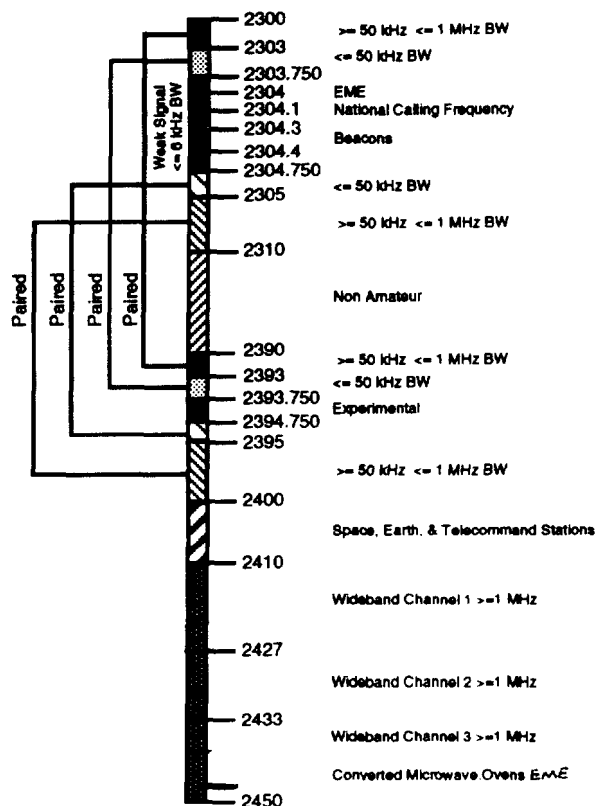 2300
>= 50 kHz <= 1 MHz BW
2303
<= 50 kHz BW
2303.750
2304
EME
2304.1
National Calling Frequency
2304.3
Beacons
2304.4
2304.750
Weak Signal
<= 6 kHz BW
<= 50 kHz BW
2305
>= 50 kHz <= 1 MHz BW
2310
Paired
Paired
Paired
Paired
Non Amateur
2390
>= 50 kHz <= 1 MHz BW
2393
<= 50 kHz BW
2393.750
Experimental
2394.750
2395
>= 50 kHz <= 1 MHz BW
2400
Space, Earth, & Telecommand Stations
2410
Wideband Channel 1 >=1 MHz
2427
Wideband Channel 2 >=1 MHz
2433
Wideband Channel 3 >=1 MHz
Converted Microwave Ovens EME
2450